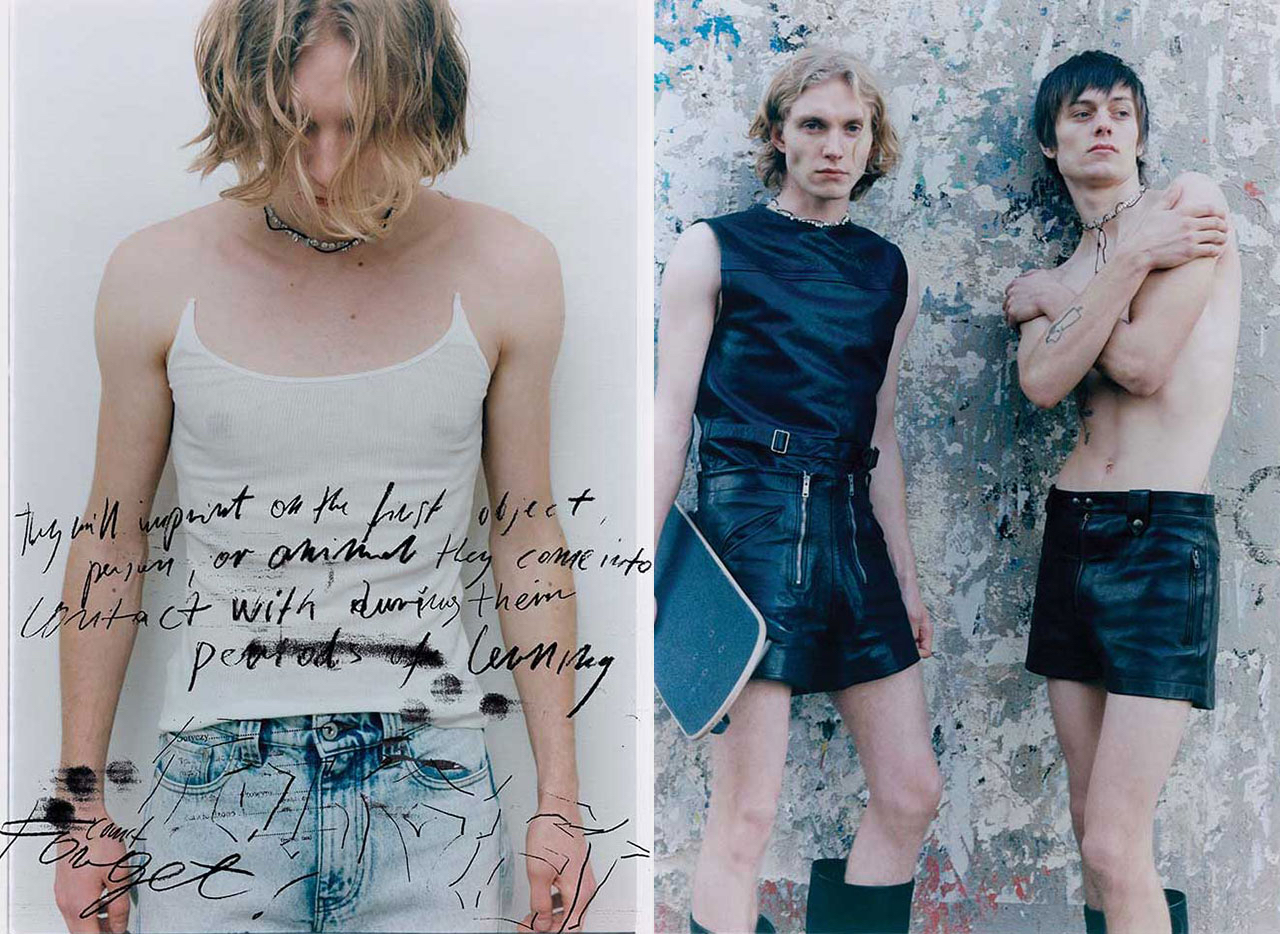 They will imprint on the first object,
person, or animal they come into
contact with during their
periods of learning
count
Forget.